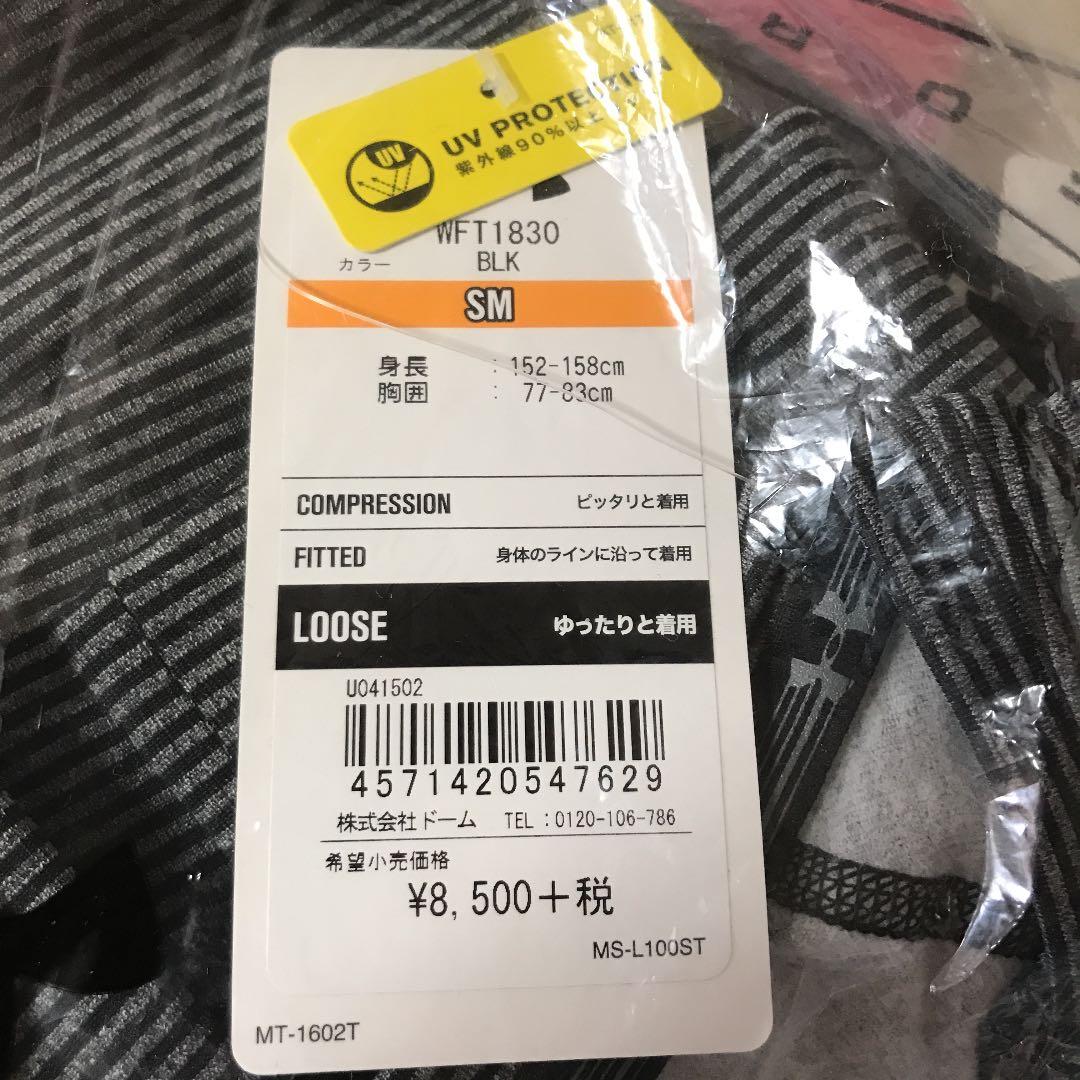 UV
UV PROTECTION
紫外線90%以上
WFT1830
カラー BLK
SM
身長 : 152-158cm
胸囲 : 77-83cm
COMPRESSION ピッタリと着用
FITTED 身体のラインに沿って着用
LOOSE ゆったりと着用
U041502
4571420547629
株式会社ドーム TEL:0120-106-786
希望小売価格
¥8,500+税
MS-L100ST
MT-1602T